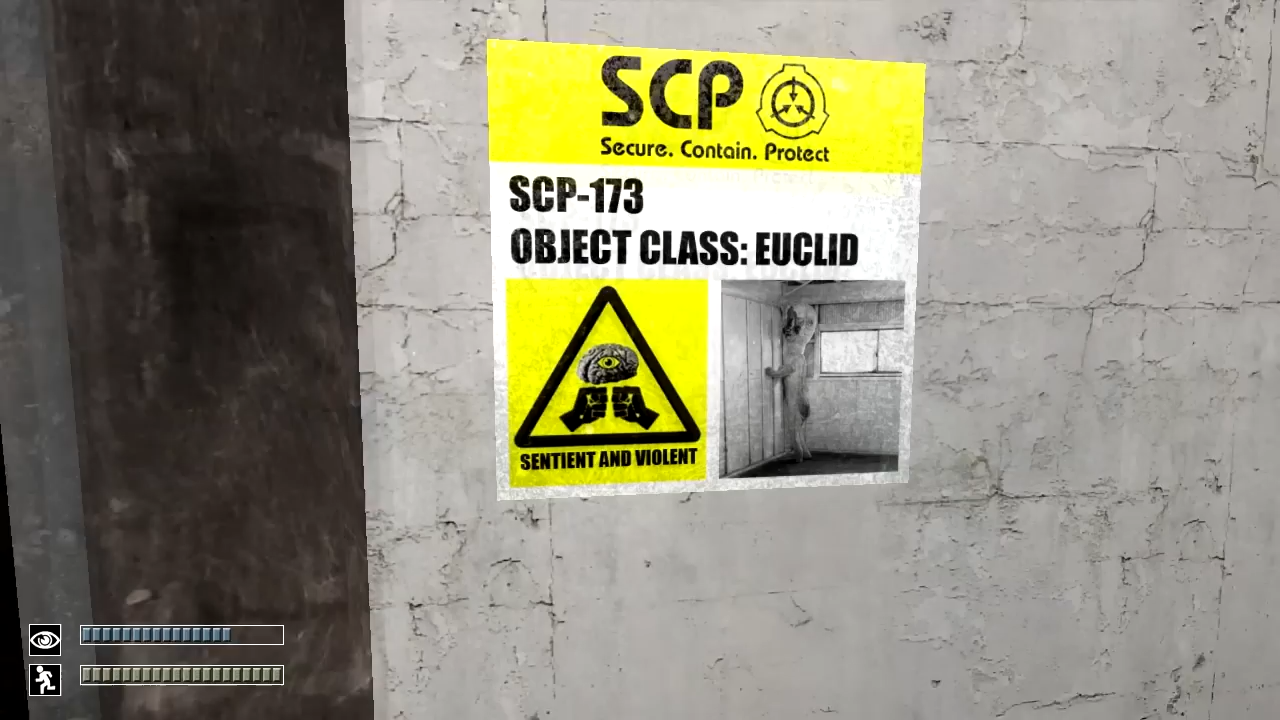 SCP
Secure. Contain. Protect
SCP-173
OBJECT CLASS: EUCLID
SENTIENT AND VIOLENT